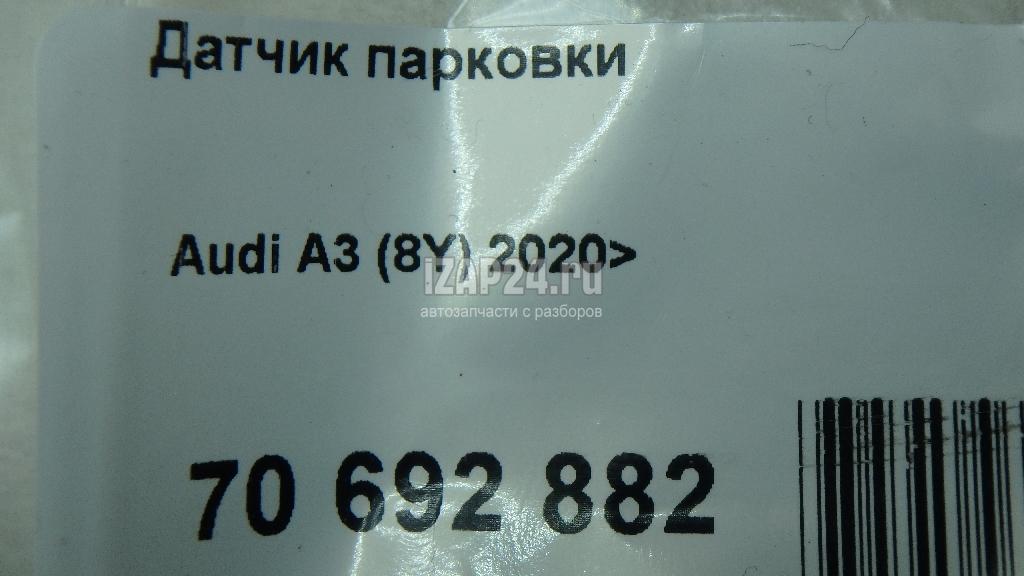 Датчик парковки
Audi A3 (8Y) 2020>
iZAP24.ru
автозапчасти с разборов
70 692 882